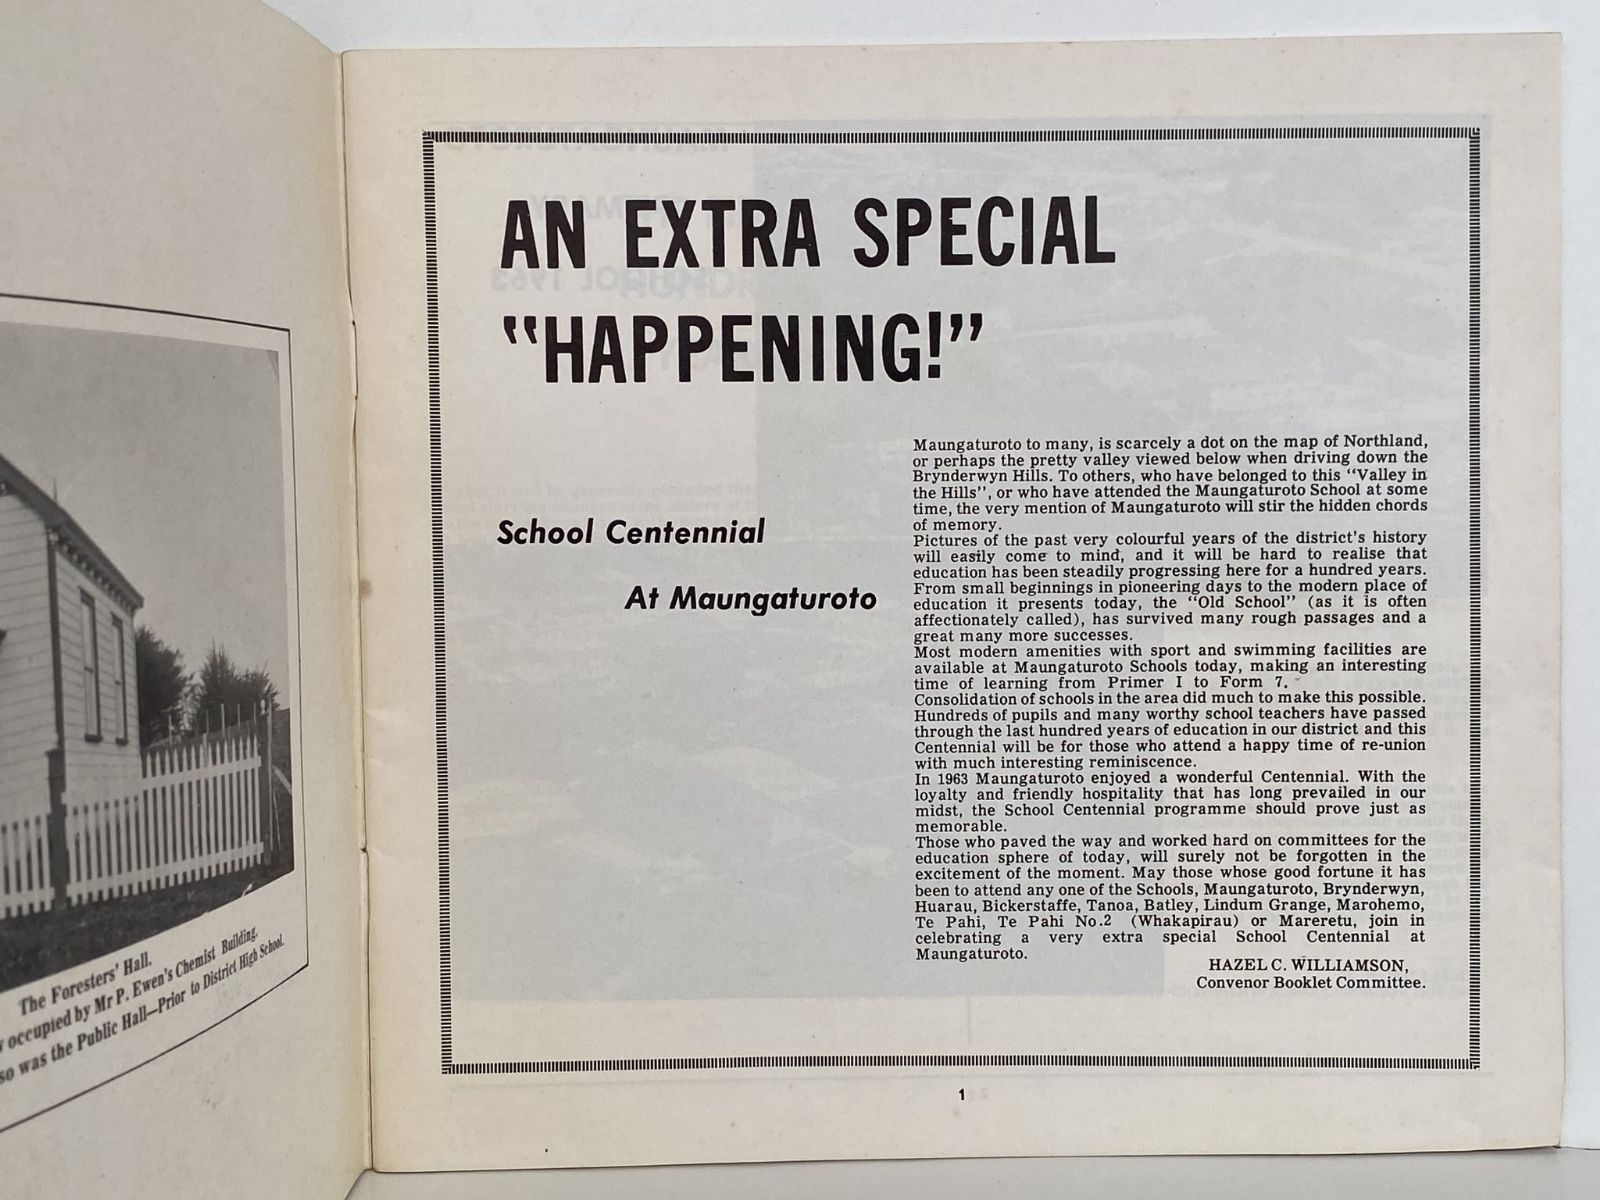 The Foresters' Hall.
occupied by Mr P. Ewen's Chemist Building.
so was the Public Hall—Prior to District High School.
AN EXTRA SPECIAL
"HAPPENING!"
School Centennial
At Maungaturoto
Maungaturoto to many, is scarcely a dot on the map of Northland,
or perhaps the pretty valley viewed below when driving down the
Brynderwyn Hills. To others, who have belonged to this "Valley in
the Hills", or who have attended the Maungaturoto School at some
time, the very mention of Maungaturoto will stir the hidden chords
of memory.
Pictures of the past very colourful years of the district's history
will easily come to mind, and it will be hard to realise that
education has been steadily progressing here for a hundred years.
From small beginnings in pioneering days to the modern place of
education it presents today, the "Old School" (as it is often
affectionately called), has survived many rough passages and a
great many more successes.
Most modern amenities with sport and swimming facilities are
available at Maungaturoto Schools today, making an interesting
time of learning from Primer I to Form 7.
Consolidation of schools in the area did much to make this possible.
Hundreds of pupils and many worthy school teachers have passed
through the last hundred years of education in our district and this
Centennial will be for those who attend a happy time of re-union
with much interesting reminiscence.
In 1963 Maungaturoto enjoyed a wonderful Centennial. With the
loyalty and friendly hospitality that has long prevailed in our
midst, the School Centennial programme should prove just as
memorable.
Those who paved the way and worked hard on committees for the
education sphere of today, will surely not be forgotten in the
excitement of the moment. May those whose good fortune it has
been to attend any one of the Schools, Maungaturoto, Brynderwyn,
Huarau, Bickerstaffe, Tanoa, Batley, Lindum Grange, Marohemo,
Te Pahi, Te Pahi No.2 (Whakapirau) or Mareretu, join in
celebrating a very extra special School Centennial at
Maungaturoto.
HAZEL C. WILLIAMSON,
Convenor Booklet Committee.
1